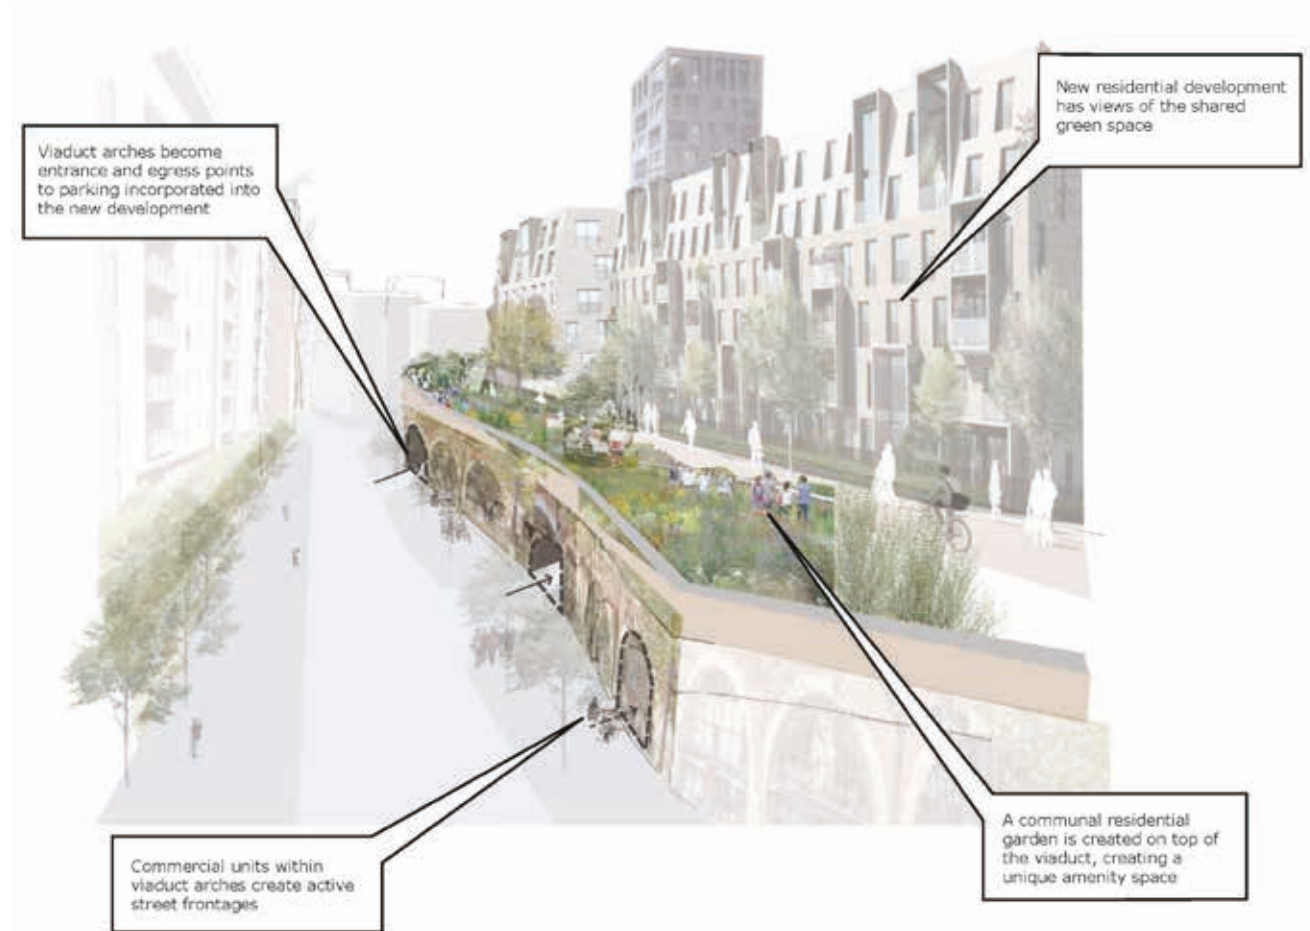 New residential development
has views of the shared
green space
Viaduct arches become
entrance and egress points
to parking incorporated into
the new development
A communal residential
garden is created on top of
the viaduct, creating a
unique amenity space
Commercial units within
viaduct arches create active
street frontages